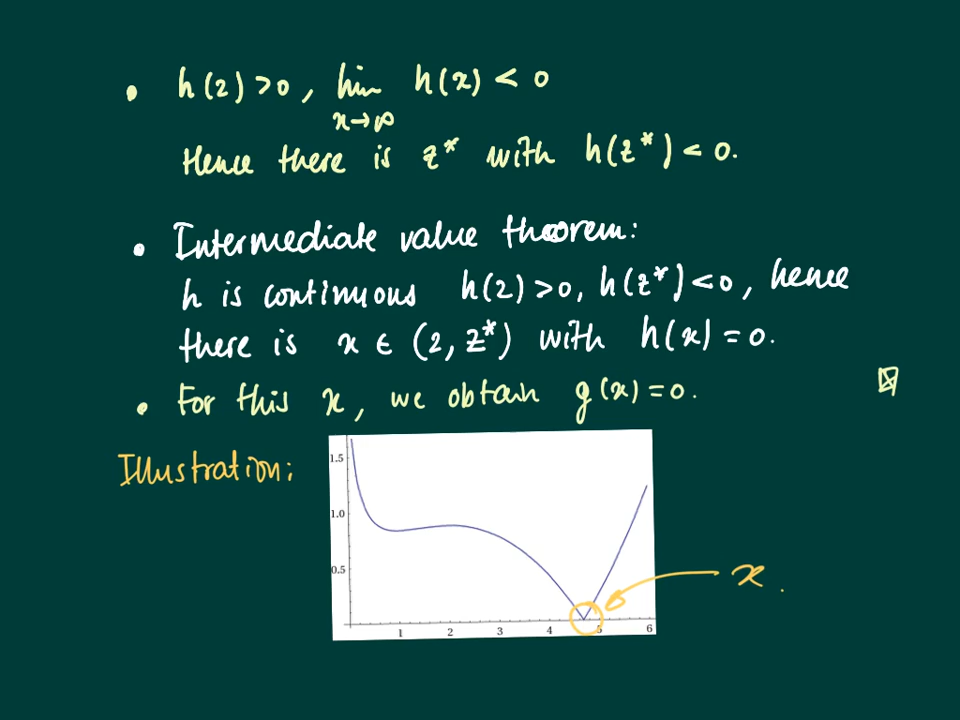 • h(2) > 0, lim h(x) < 0
x→∞
Hence there is z* with h(z*) < 0.
• Intermediate value theorem:
h is continuous h(2) > 0, h(z*) < 0, hence
there is x ∈ (2, z*) with h(x) = 0.
• For this x, we obtain g(x) = 0.
Illustration:
1.5
1.0
0.5
1 2 3 4 5 6
x.